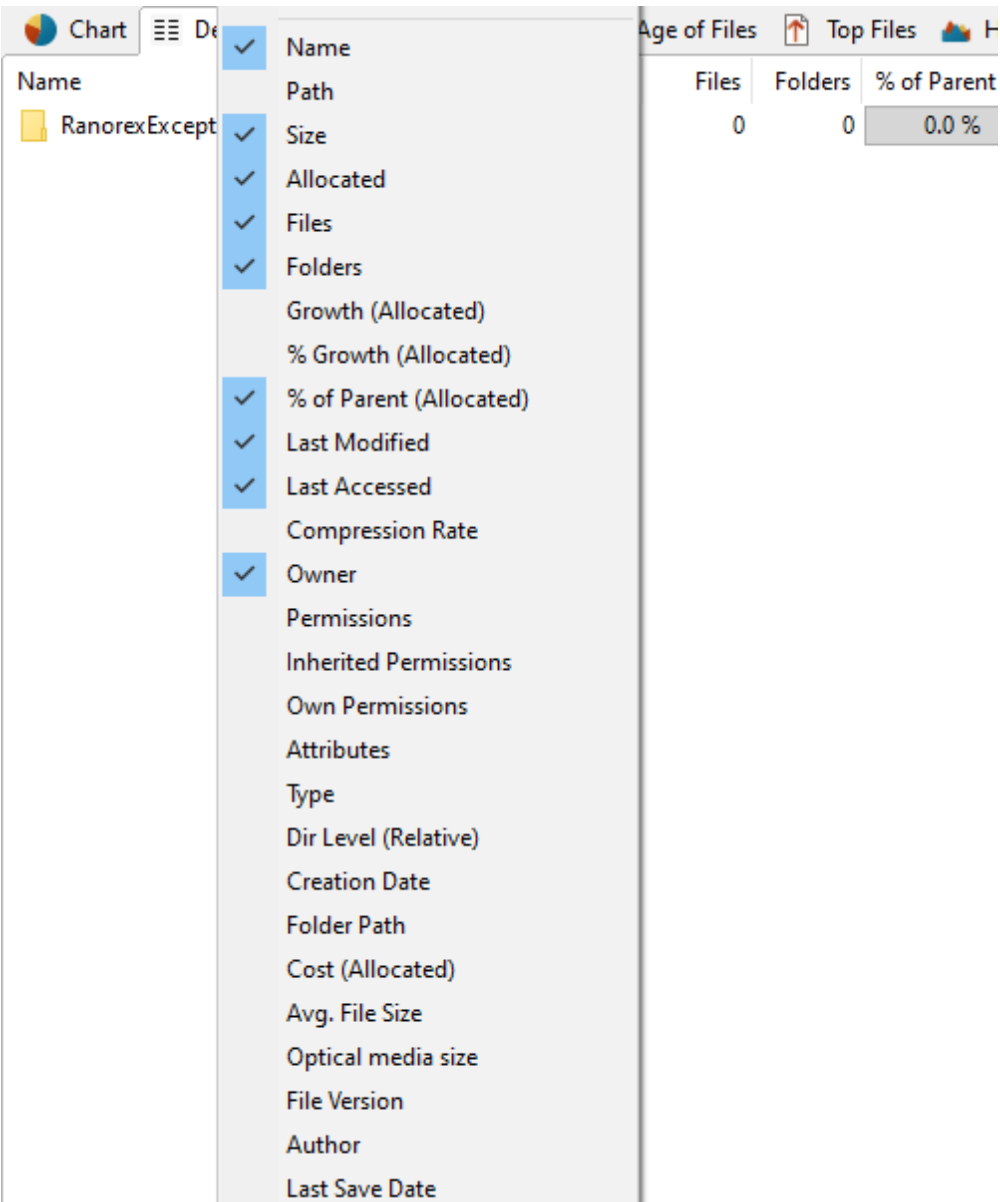 Chart De Age of Files Top Files H
Name Files Folders % of Parent
RanorexExcept 0 0 0.0 %
Name
Path
Size
Allocated
Files
Folders
Growth (Allocated)
% Growth (Allocated)
% of Parent (Allocated)
Last Modified
Last Accessed
Compression Rate
Owner
Permissions
Inherited Permissions
Own Permissions
Attributes
Type
Dir Level (Relative)
Creation Date
Folder Path
Cost (Allocated)
Avg. File Size
Optical media size
File Version
Author
Last Save Date